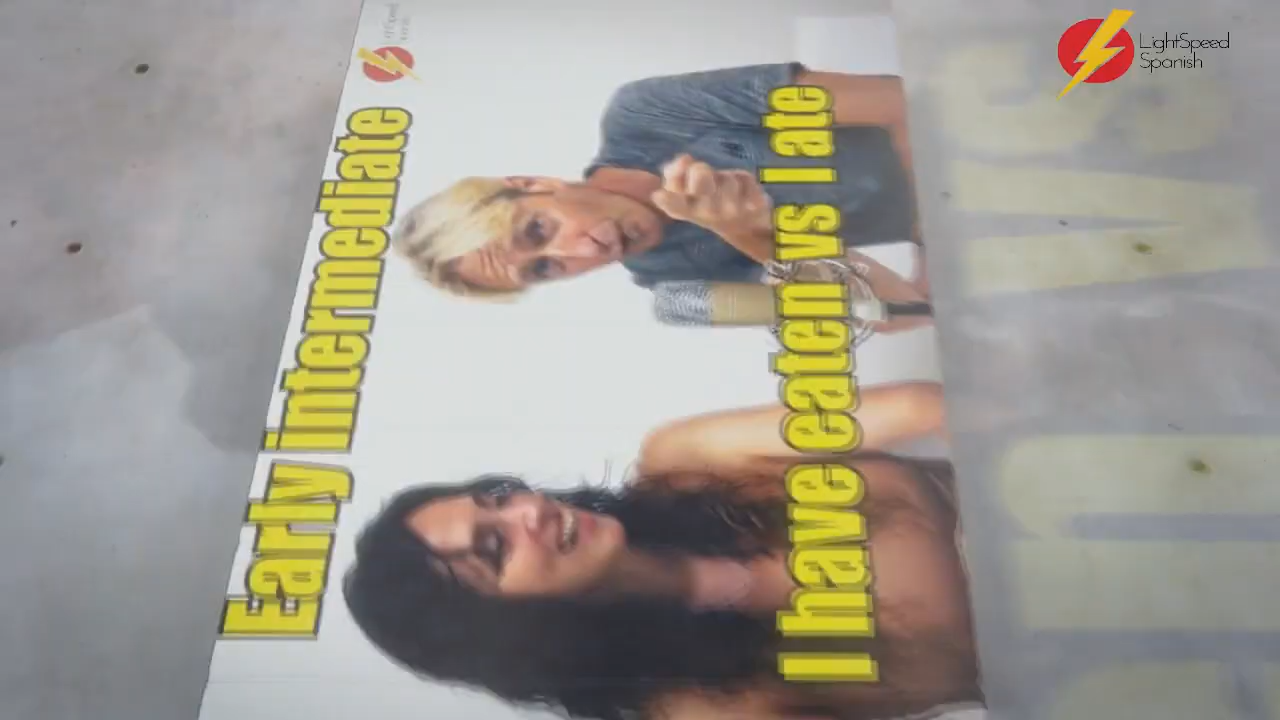 LightSpeed
Spanish
Early intermediate
I have eaten vs I ate